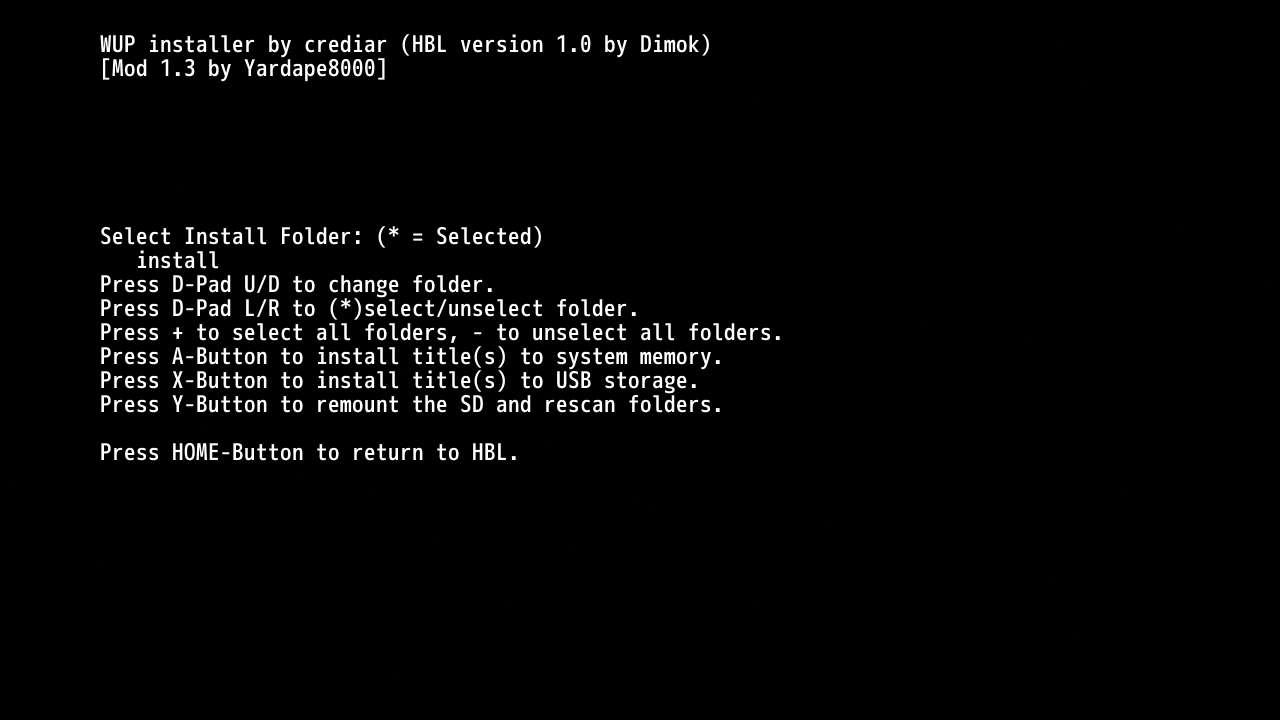 WUP installer by crediar (HBL version 1.0 by Dimok)
[Mod 1.3 by Yardape8000]
Select Install Folder: (* = Selected)
install
Press D-Pad U/D to change folder.
Press D-Pad L/R to (*)select/unselect folder.
Press + to select all folders, - to unselect all folders.
Press A-Button to install title(s) to system memory.
Press X-Button to install title(s) to USB storage.
Press Y-Button to remount the SD and rescan folders.
Press HOME-Button to return to HBL.